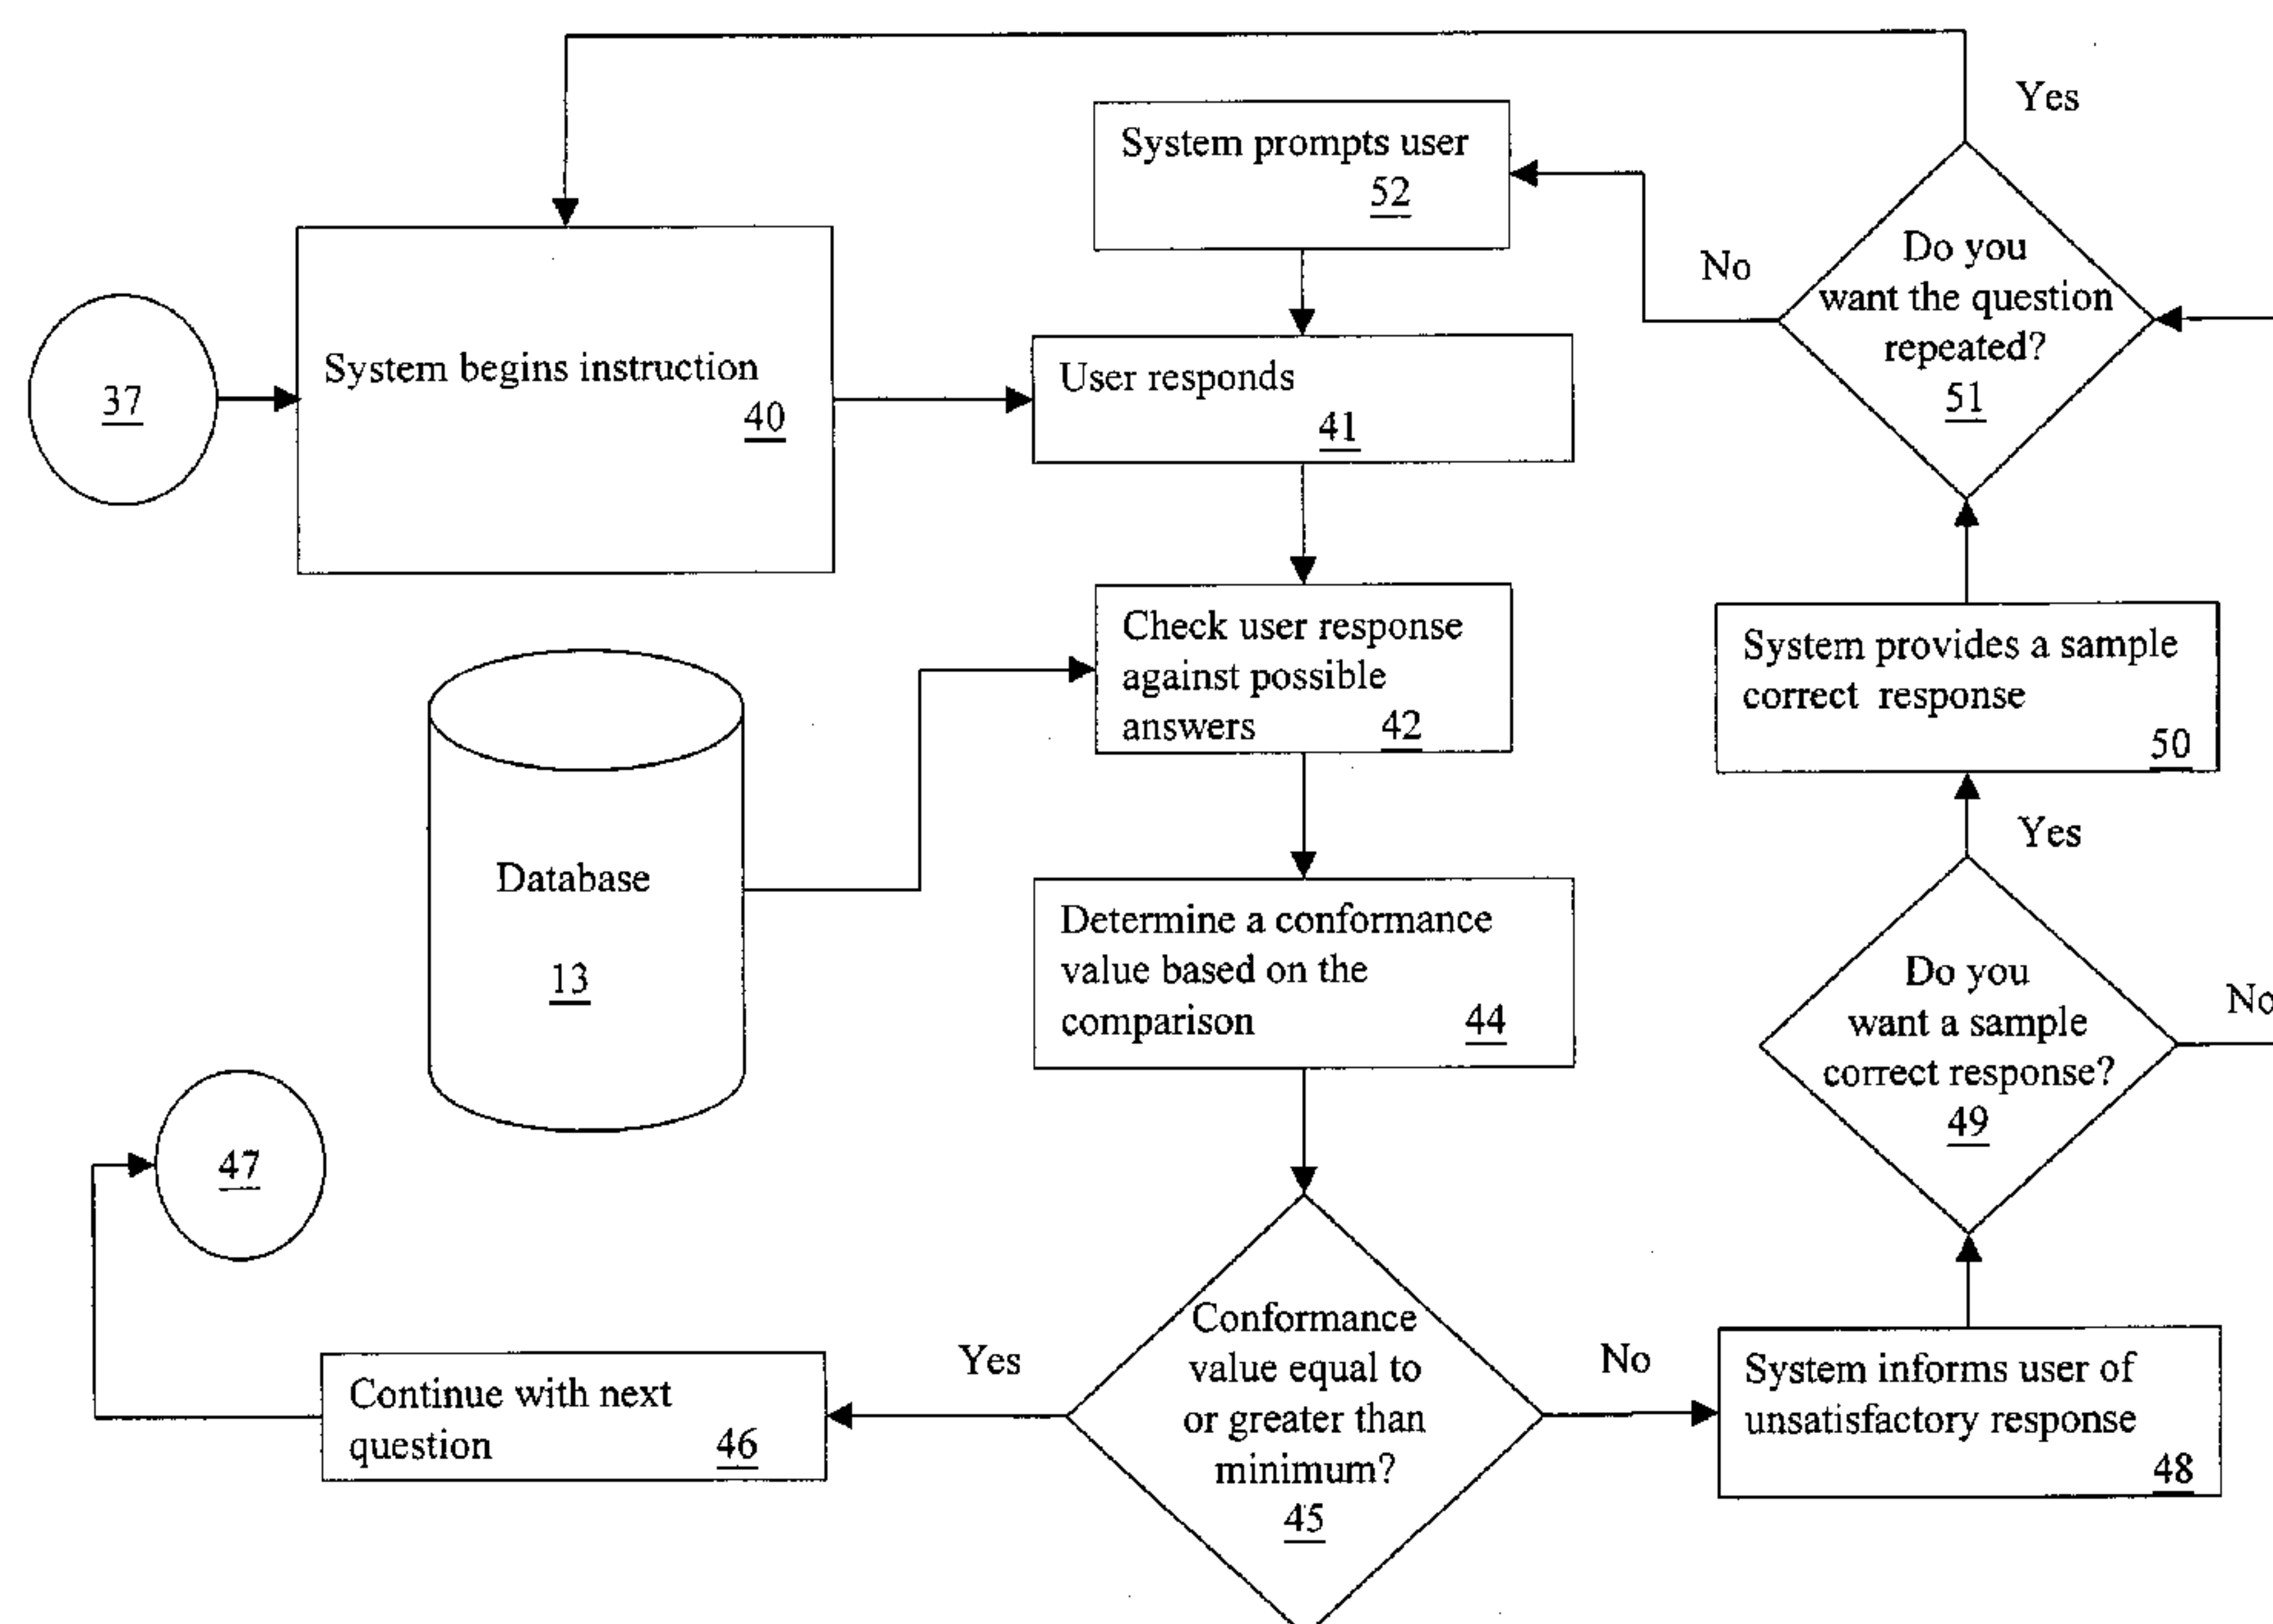 Yes
System prompts user
52
Do you
want the question
repeated?
51
No
37
System begins instruction
40
User responds
41
Check user response
against possible
answers 42
System provides a sample
correct response
50
Yes
Database
13
Determine a conformance
value based on the
comparison 44
Do you
want a sample
correct response?
49
No
47
Conformance
value equal to
or greater than
minimum?
45
Yes
No
Continue with next
question 46
System informs user of
unsatisfactory response
48